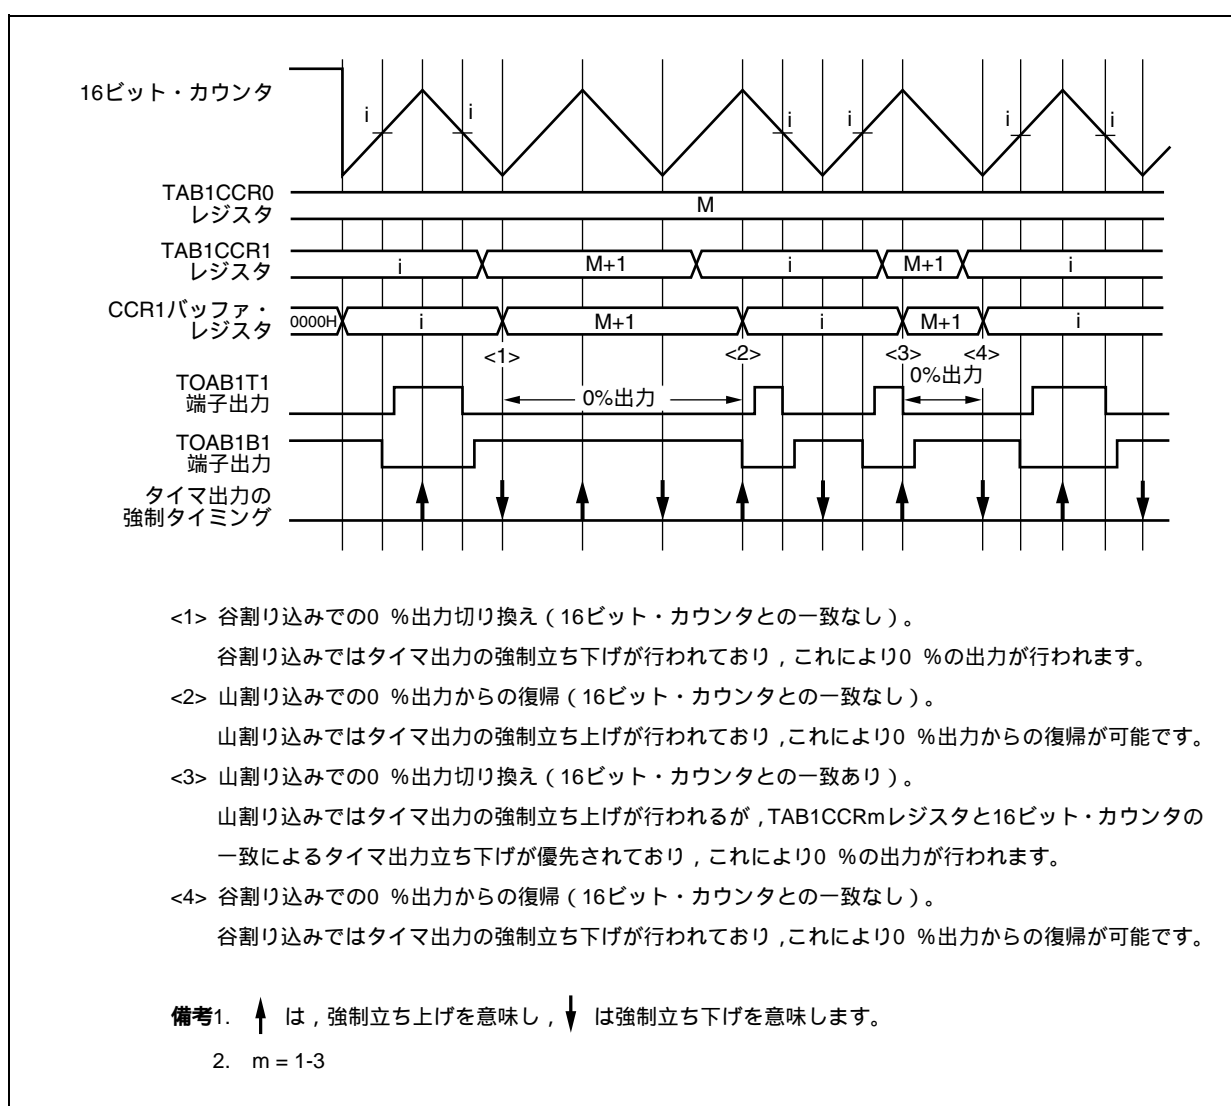 16ビット・カウンタ
i i i i i i
TAB1CCR0
レジスタ
M
TAB1CCR1
レジスタ
i M+1 i M+1 i
CCR1バッファ・
レジスタ
0000H i M+1 i M+1 i
<1> <2> <3> <4>
TOAB1T1
端子出力
0%出力
0%出力
TOAB1B1
端子出力
タイマ出力の
強制タイミング
<1> 谷割り込みでの0 %出力切り換え(16ビット・カウンタとの一致なし)。
谷割り込みではタイマ出力の強制立ち下げが行われており,これにより0 %の出力が行われます。
<2> 山割り込みでの0 %出力からの復帰(16ビット・カウンタとの一致なし)。
山割り込みではタイマ出力の強制立ち上げが行われており,これにより0 %出力からの復帰が可能です。
<3> 山割り込みでの0 %出力切り換え(16ビット・カウンタとの一致あり)。
山割り込みではタイマ出力の強制立ち上げが行われるが,TAB1CCRmレジスタと16ビット・カウンタの
一致によるタイマ出力立ち下げが優先されており,これにより0 %の出力が行われます。
<4> 谷割り込みでの0 %出力からの復帰(16ビット・カウンタとの一致なし)。
谷割り込みではタイマ出力の強制立ち下げが行われており,これにより0 %出力からの復帰が可能です。
備考1. ↑ は,強制立ち上げを意味し,↓ は強制立ち下げを意味します。
2. m = 1-3